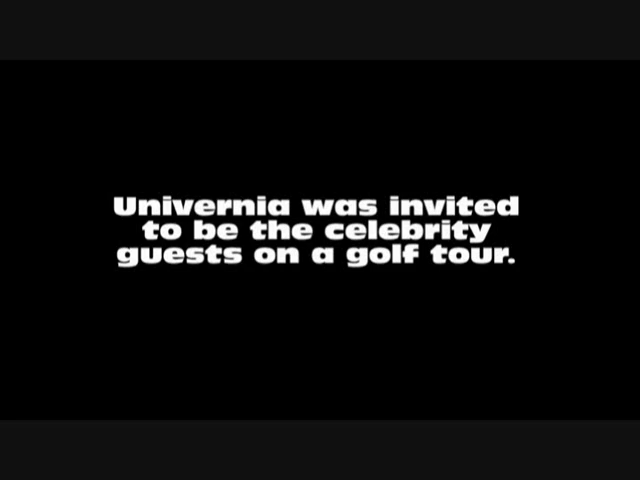 Univernia was invited
to be the celebrity
guests on a golf tour.